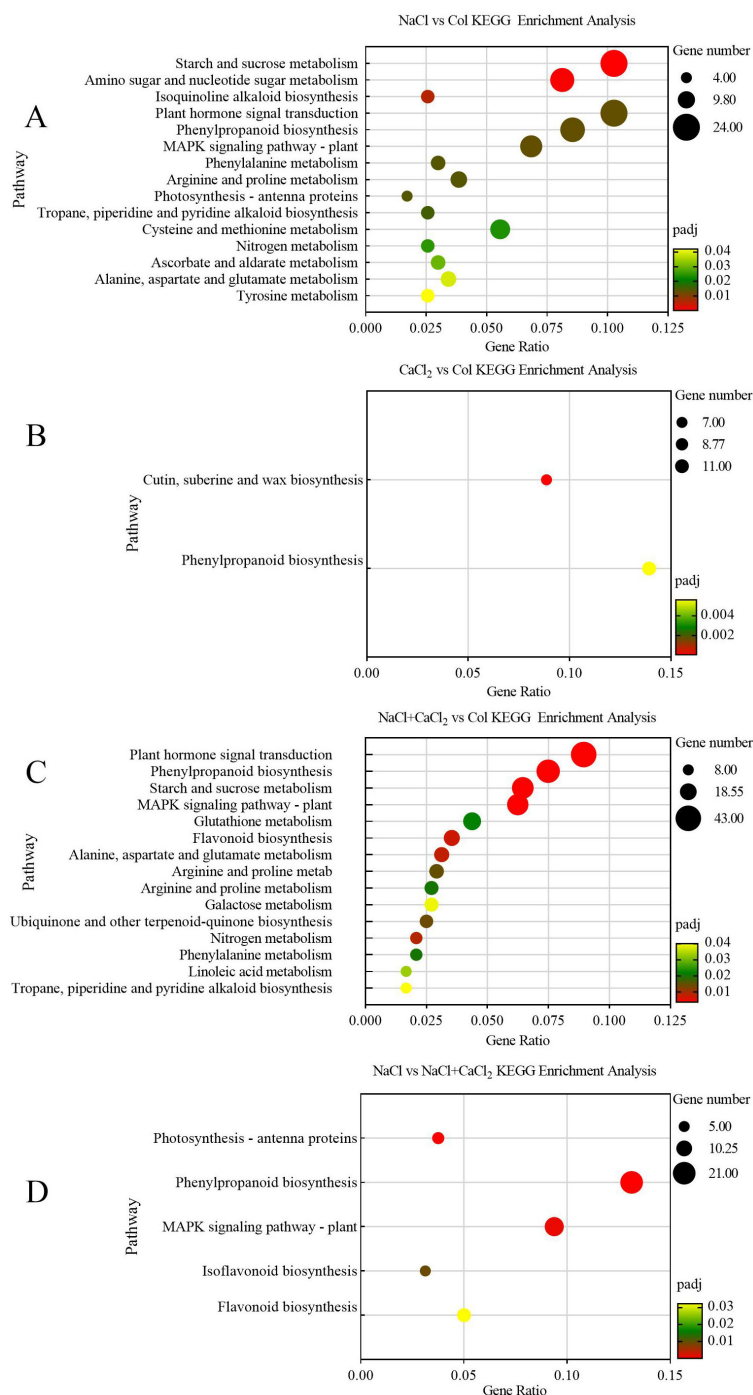 NaCl vs Col KEGG Enrichment Analysis
A
Pathway
Starch and sucrose metabolism
Amino sugar and nucleotide sugar metabolism
Isoquinoline alkaloid biosynthesis
Plant hormone signal transduction
Phenylpropanoid biosynthesis
MAPK signaling pathway - plant
Phenylalanine metabolism
Arginine and proline metabolism
Photosynthesis - antenna proteins
Tropane, piperidine and pyridine alkaloid biosynthesis
Cysteine and methionine metabolism
Nitrogen metabolism
Ascorbate and aldarate metabolism
Alanine, aspartate and glutamate metabolism
Tyrosine metabolism
0.000 0.025 0.050 0.075 0.100 0.125
Gene Ratio
Gene number
4.00
9.80
24.00
padj
0.04
0.03
0.02
0.01
CaCl₂ vs Col KEGG Enrichment Analysis
B
Pathway
Cutin, suberine and wax biosynthesis
Phenylpropanoid biosynthesis
0.00 0.05 0.10 0.15
Gene Ratio
Gene number
7.00
8.77
11.00
padj
0.004
0.002
NaCl+CaCl₂ vs Col KEGG Enrichment Analysis
C
Pathway
Plant hormone signal transduction
Phenylpropanoid biosynthesis
Starch and sucrose metabolism
MAPK signaling pathway - plant
Glutathione metabolism
Flavonoid biosynthesis
Alanine, aspartate and glutamate metabolism
Arginine and proline metab
Arginine and proline metabolism
Galactose metabolism
Ubiquinone and other terpenoid-quinone biosynthesis
Nitrogen metabolism
Phenylalanine metabolism
Linoleic acid metabolism
Tropane, piperidine and pyridine alkaloid biosynthesis
0.000 0.025 0.050 0.075 0.100 0.125
Gene Ratio
Gene number
8.00
18.55
43.00
padj
0.04
0.03
0.02
0.01
NaCl vs NaCl+CaCl₂ KEGG Enrichment Analysis
D
Pathway
Photosynthesis - antenna proteins
Phenylpropanoid biosynthesis
MAPK signaling pathway - plant
Isoflavonoid biosynthesis
Flavonoid biosynthesis
0.00 0.05 0.10 0.15
Gene Ratio
Gene number
5.00
10.25
21.00
padj
0.03
0.02
0.01